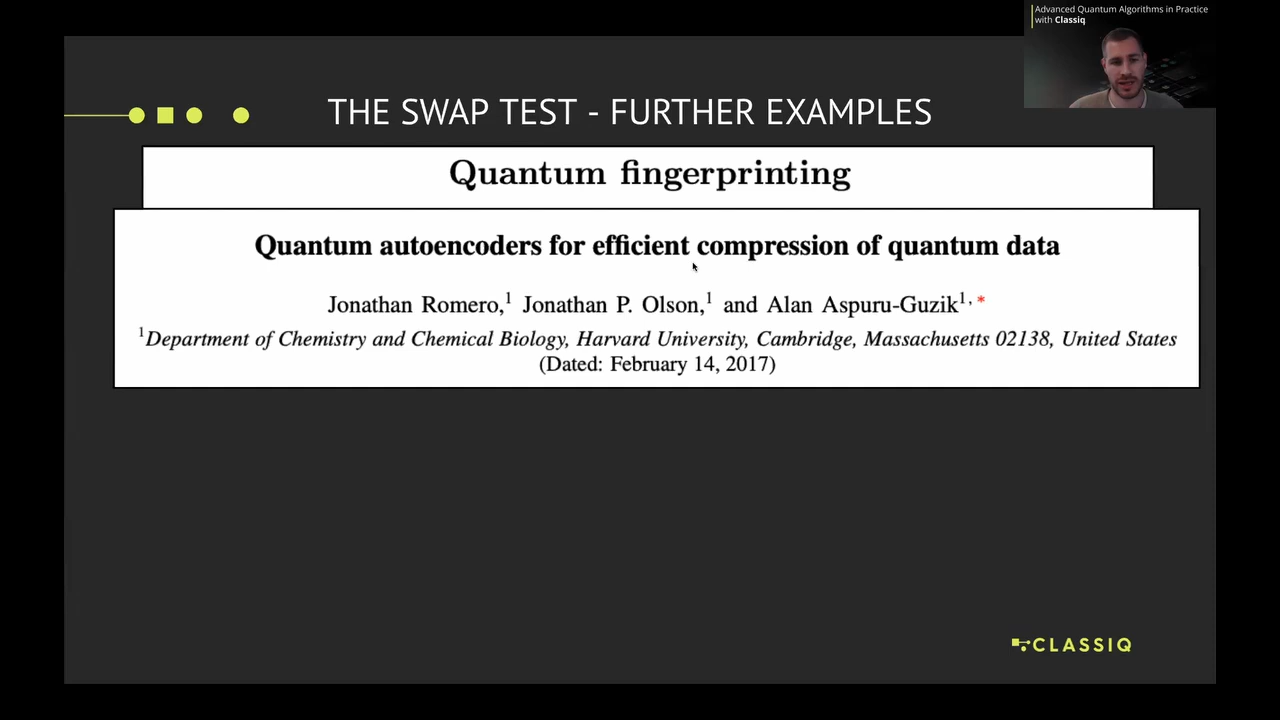 Advanced Quantum Algorithms in Practice
with Classiq
THE SWAP TEST - FURTHER EXAMPLES
Quantum fingerprinting
Quantum autoencoders for efficient compression of quantum data
Jonathan Romero,1 Jonathan P. Olson,1 and Alan Aspuru-Guzik1, *
1Department of Chemistry and Chemical Biology, Harvard University, Cambridge, Massachusetts 02138, United States
(Dated: February 14, 2017)
CLASSIQ